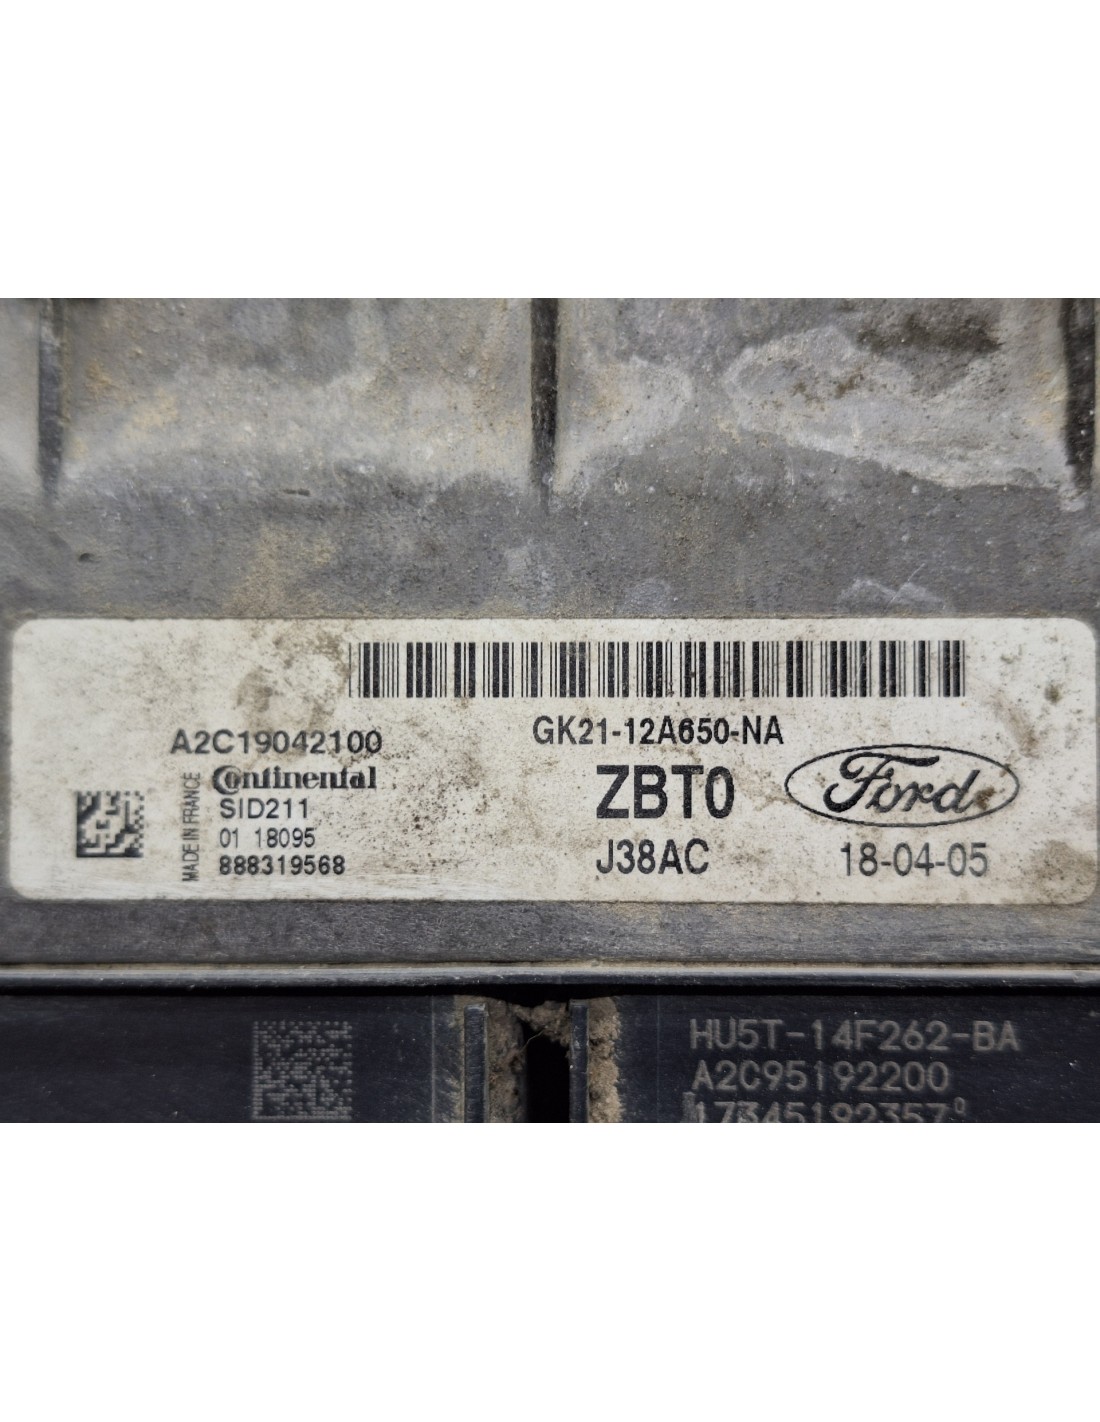 A2C19042100
Continental
SID211
01 18095
888319568
MADE IN FRANCE
GK21-12A650-NA
ZBT0
Ford
J38AC
18-04-05
HU5T-14F262-BA
A2C95192200